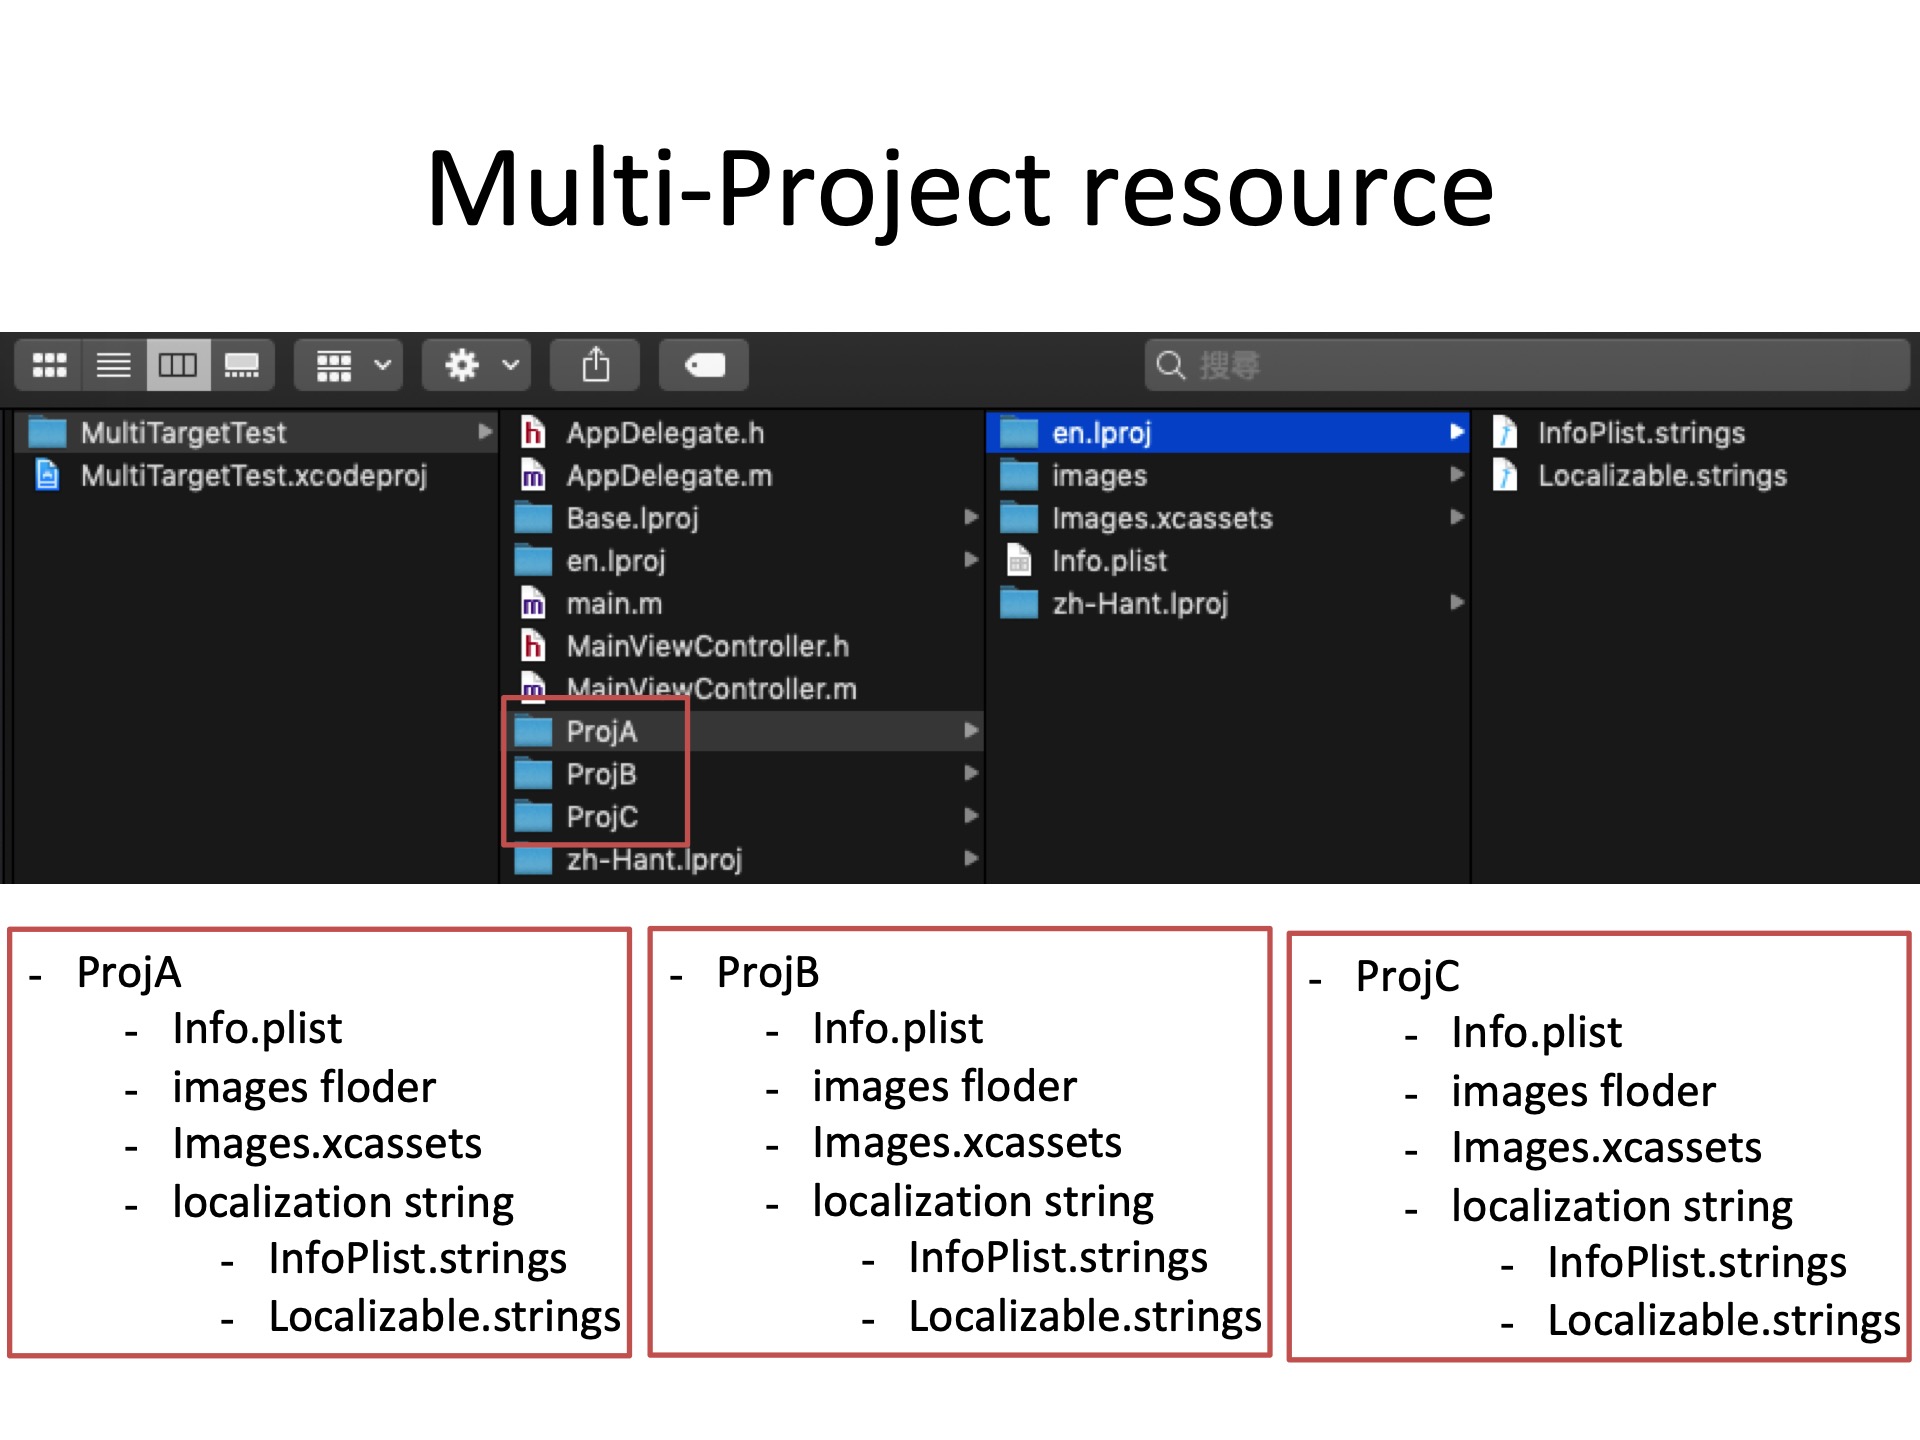 Multi-Project resource
搜尋
MultiTargetTest
MultiTargetTest.xcodeproj
AppDelegate.h
AppDelegate.m
Base.lproj
en.lproj
main.m
MainViewController.h
MainViewController.m
ProjA
ProjB
ProjC
zh-Hant.lproj
en.lproj
images
Images.xcassets
Info.plist
zh-Hant.lproj
InfoPlist.strings
Localizable.strings
- ProjA
- Info.plist
- images floder
- Images.xcassets
- localization string
- InfoPlist.strings
- Localizable.strings
- ProjB
- Info.plist
- images floder
- Images.xcassets
- localization string
- InfoPlist.strings
- Localizable.strings
- ProjC
- Info.plist
- images floder
- Images.xcassets
- localization string
- InfoPlist.strings
- Localizable.strings